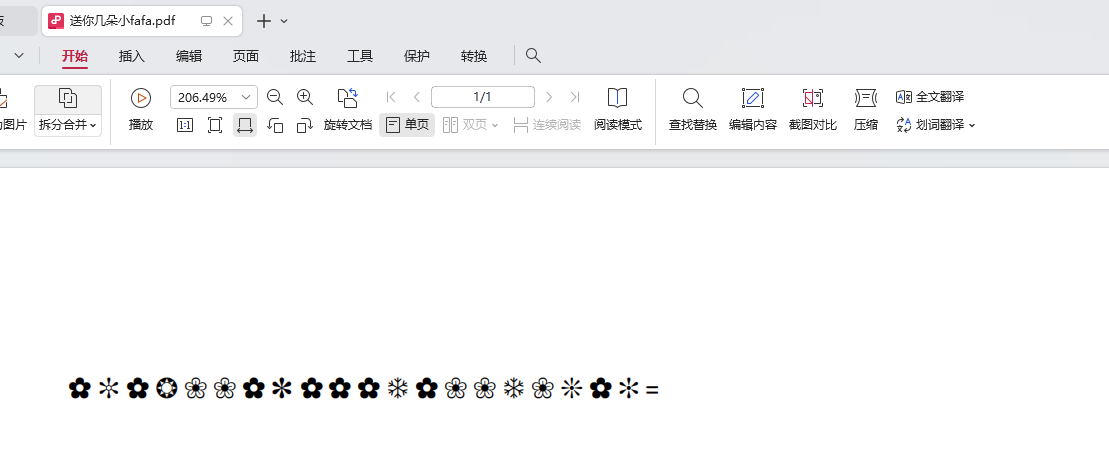 送你几朵小fafa.pdf
开始 插入 编辑 页面 批注 工具 保护 转换
206.49% 1/1 全文翻译
图片 拆分合并 播放 1:1 旋转文档 单页 双页 连续阅读 阅读模式 查找替换 编辑内容 截图对比 压缩 划词翻译
✿✼✿❂❀❀✿✻✿✿✿❄✿❀❀❄❀❊✿✼=